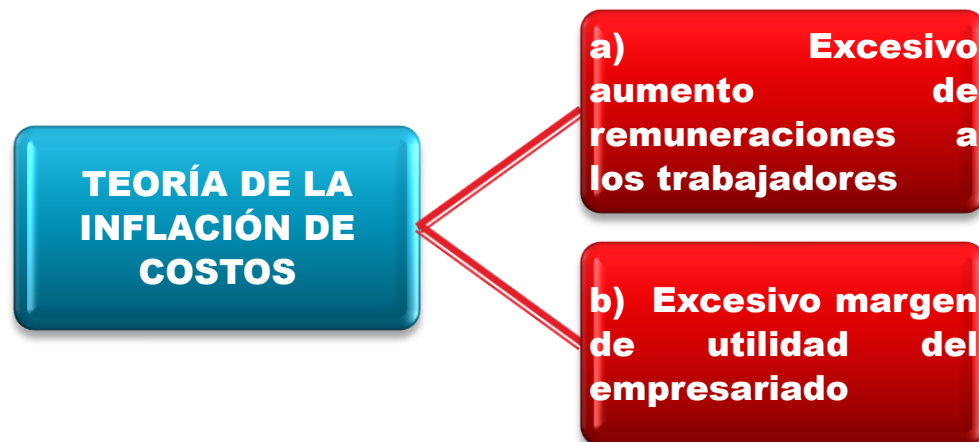 TEORÍA DE LA
INFLACIÓN DE
COSTOS
a) Excesivo
aumento de
remuneraciones a
los trabajadores
b) Excesivo margen
de utilidad del
empresariado